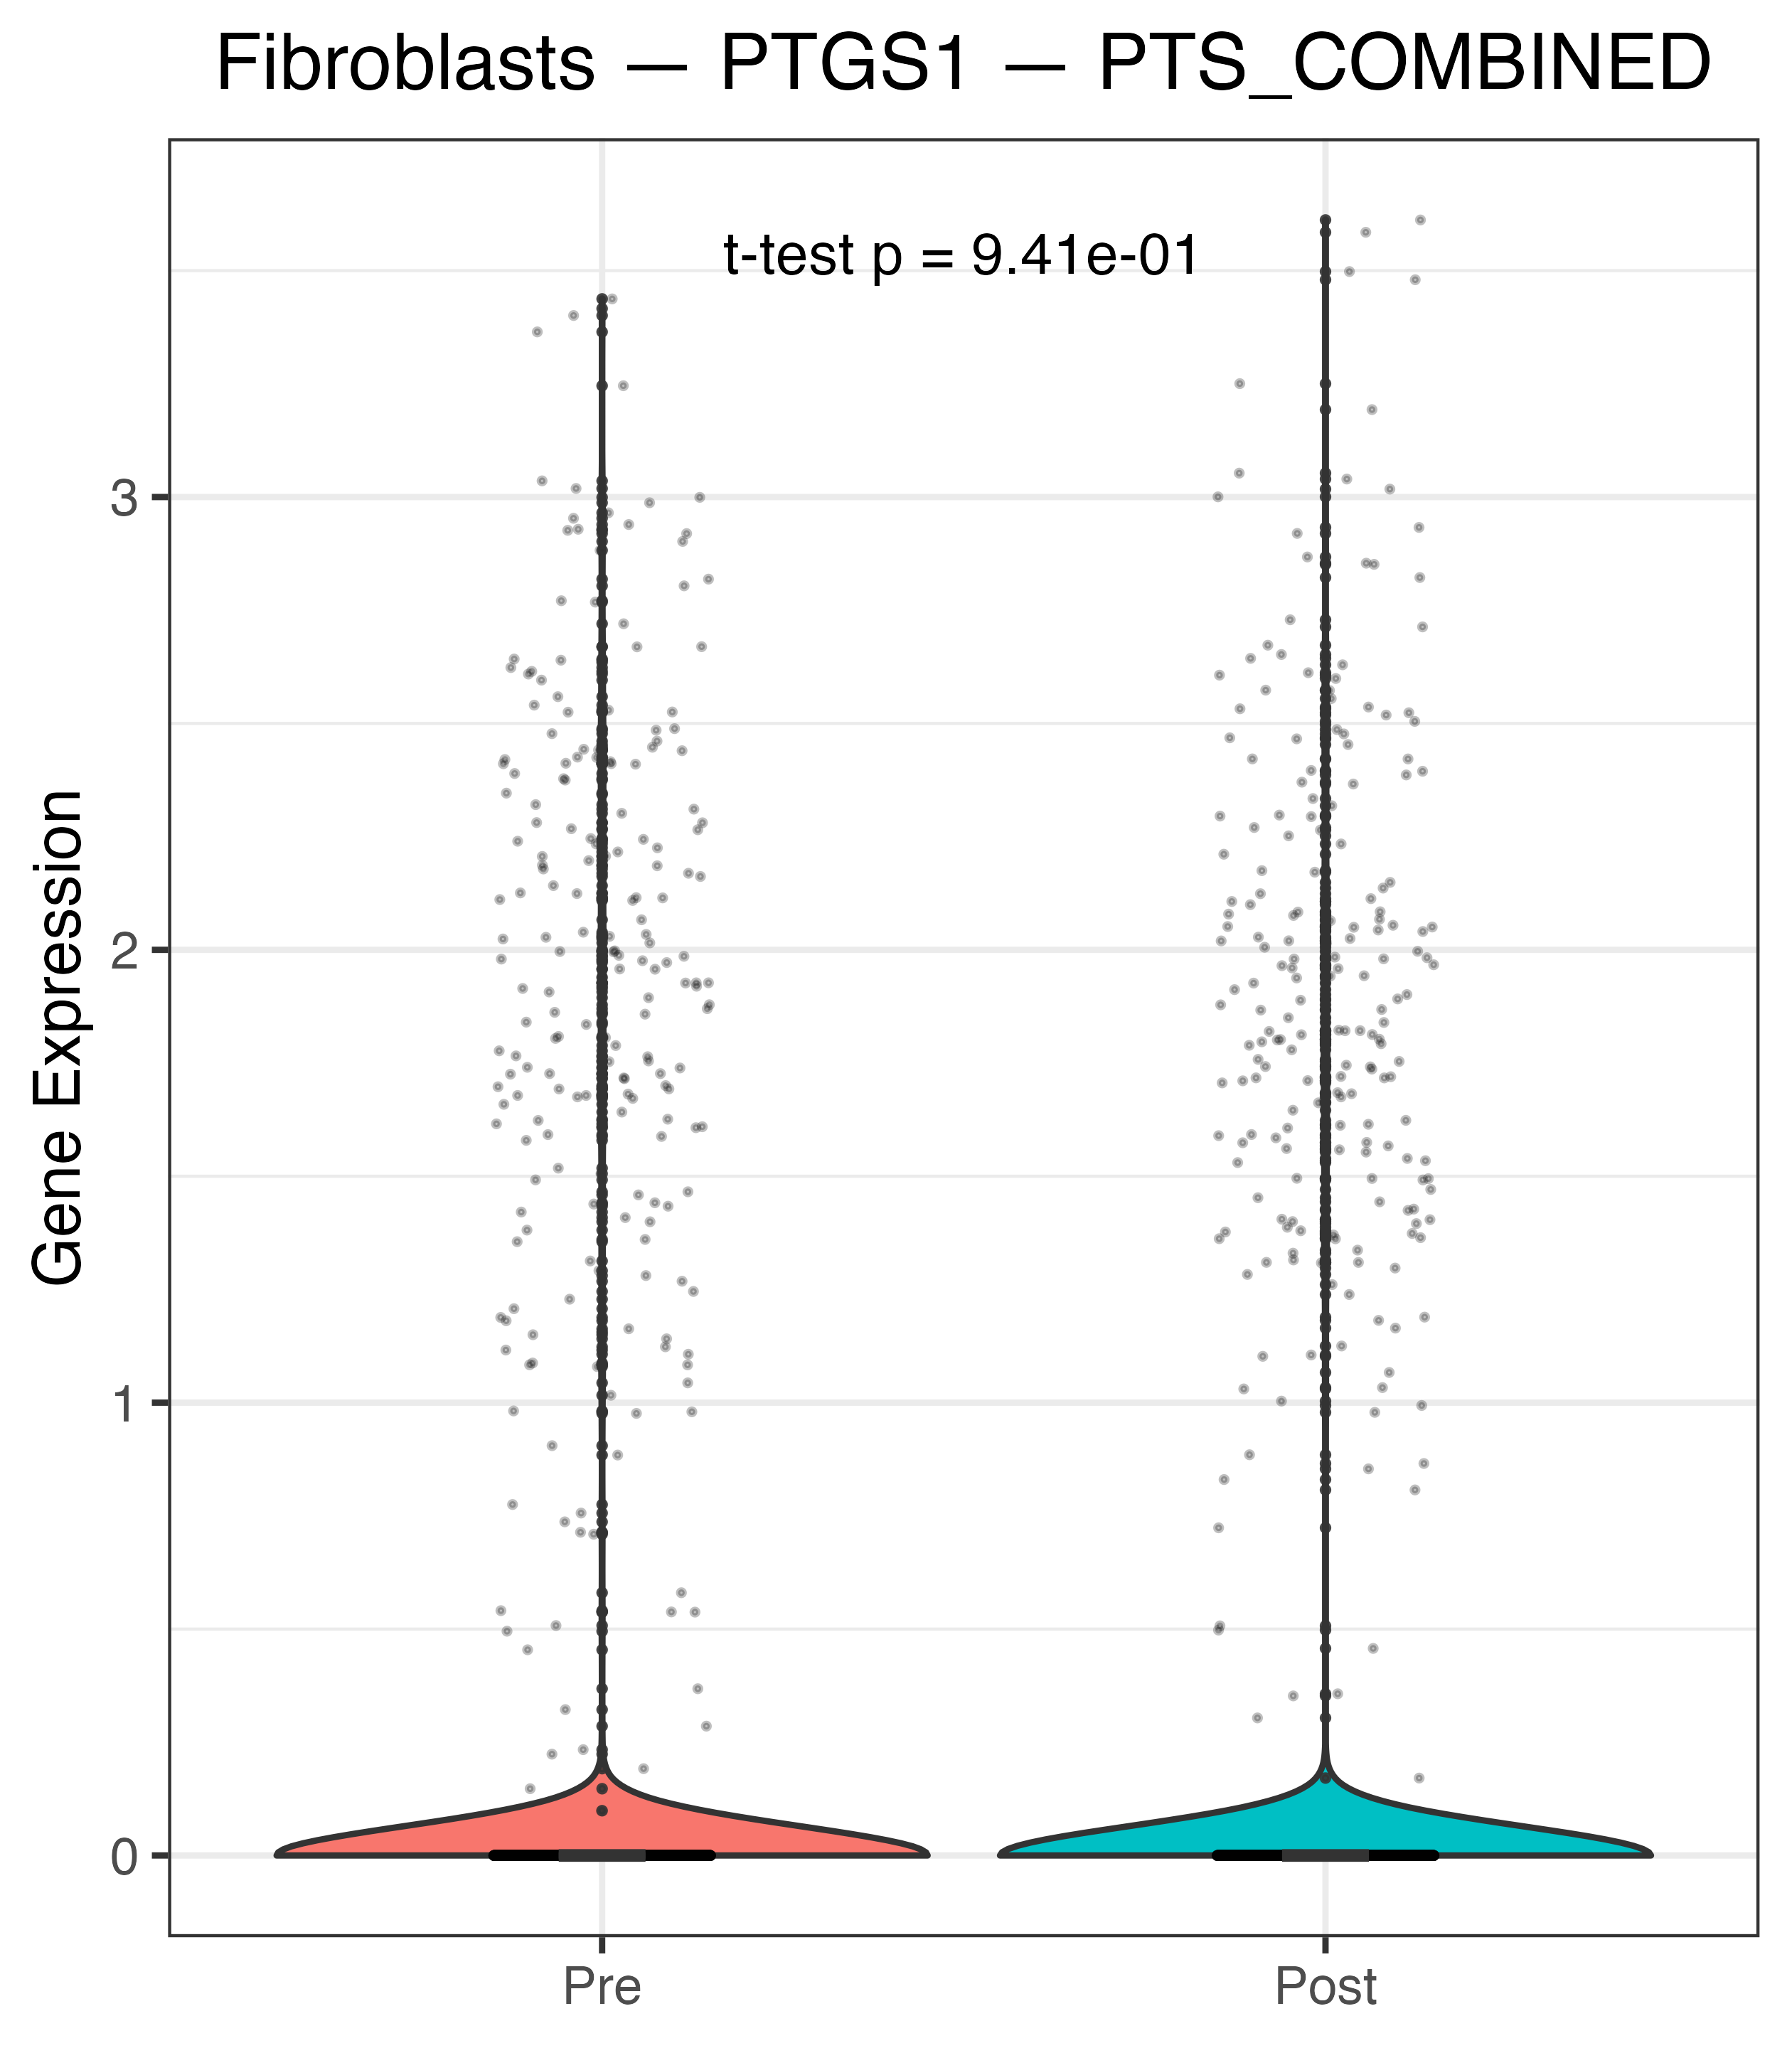 Fibroblasts — PTGS1 — PTS_COMBINED
t-test p = 9.41e-01
Gene Expression
3
2
1
0
Pre
Post